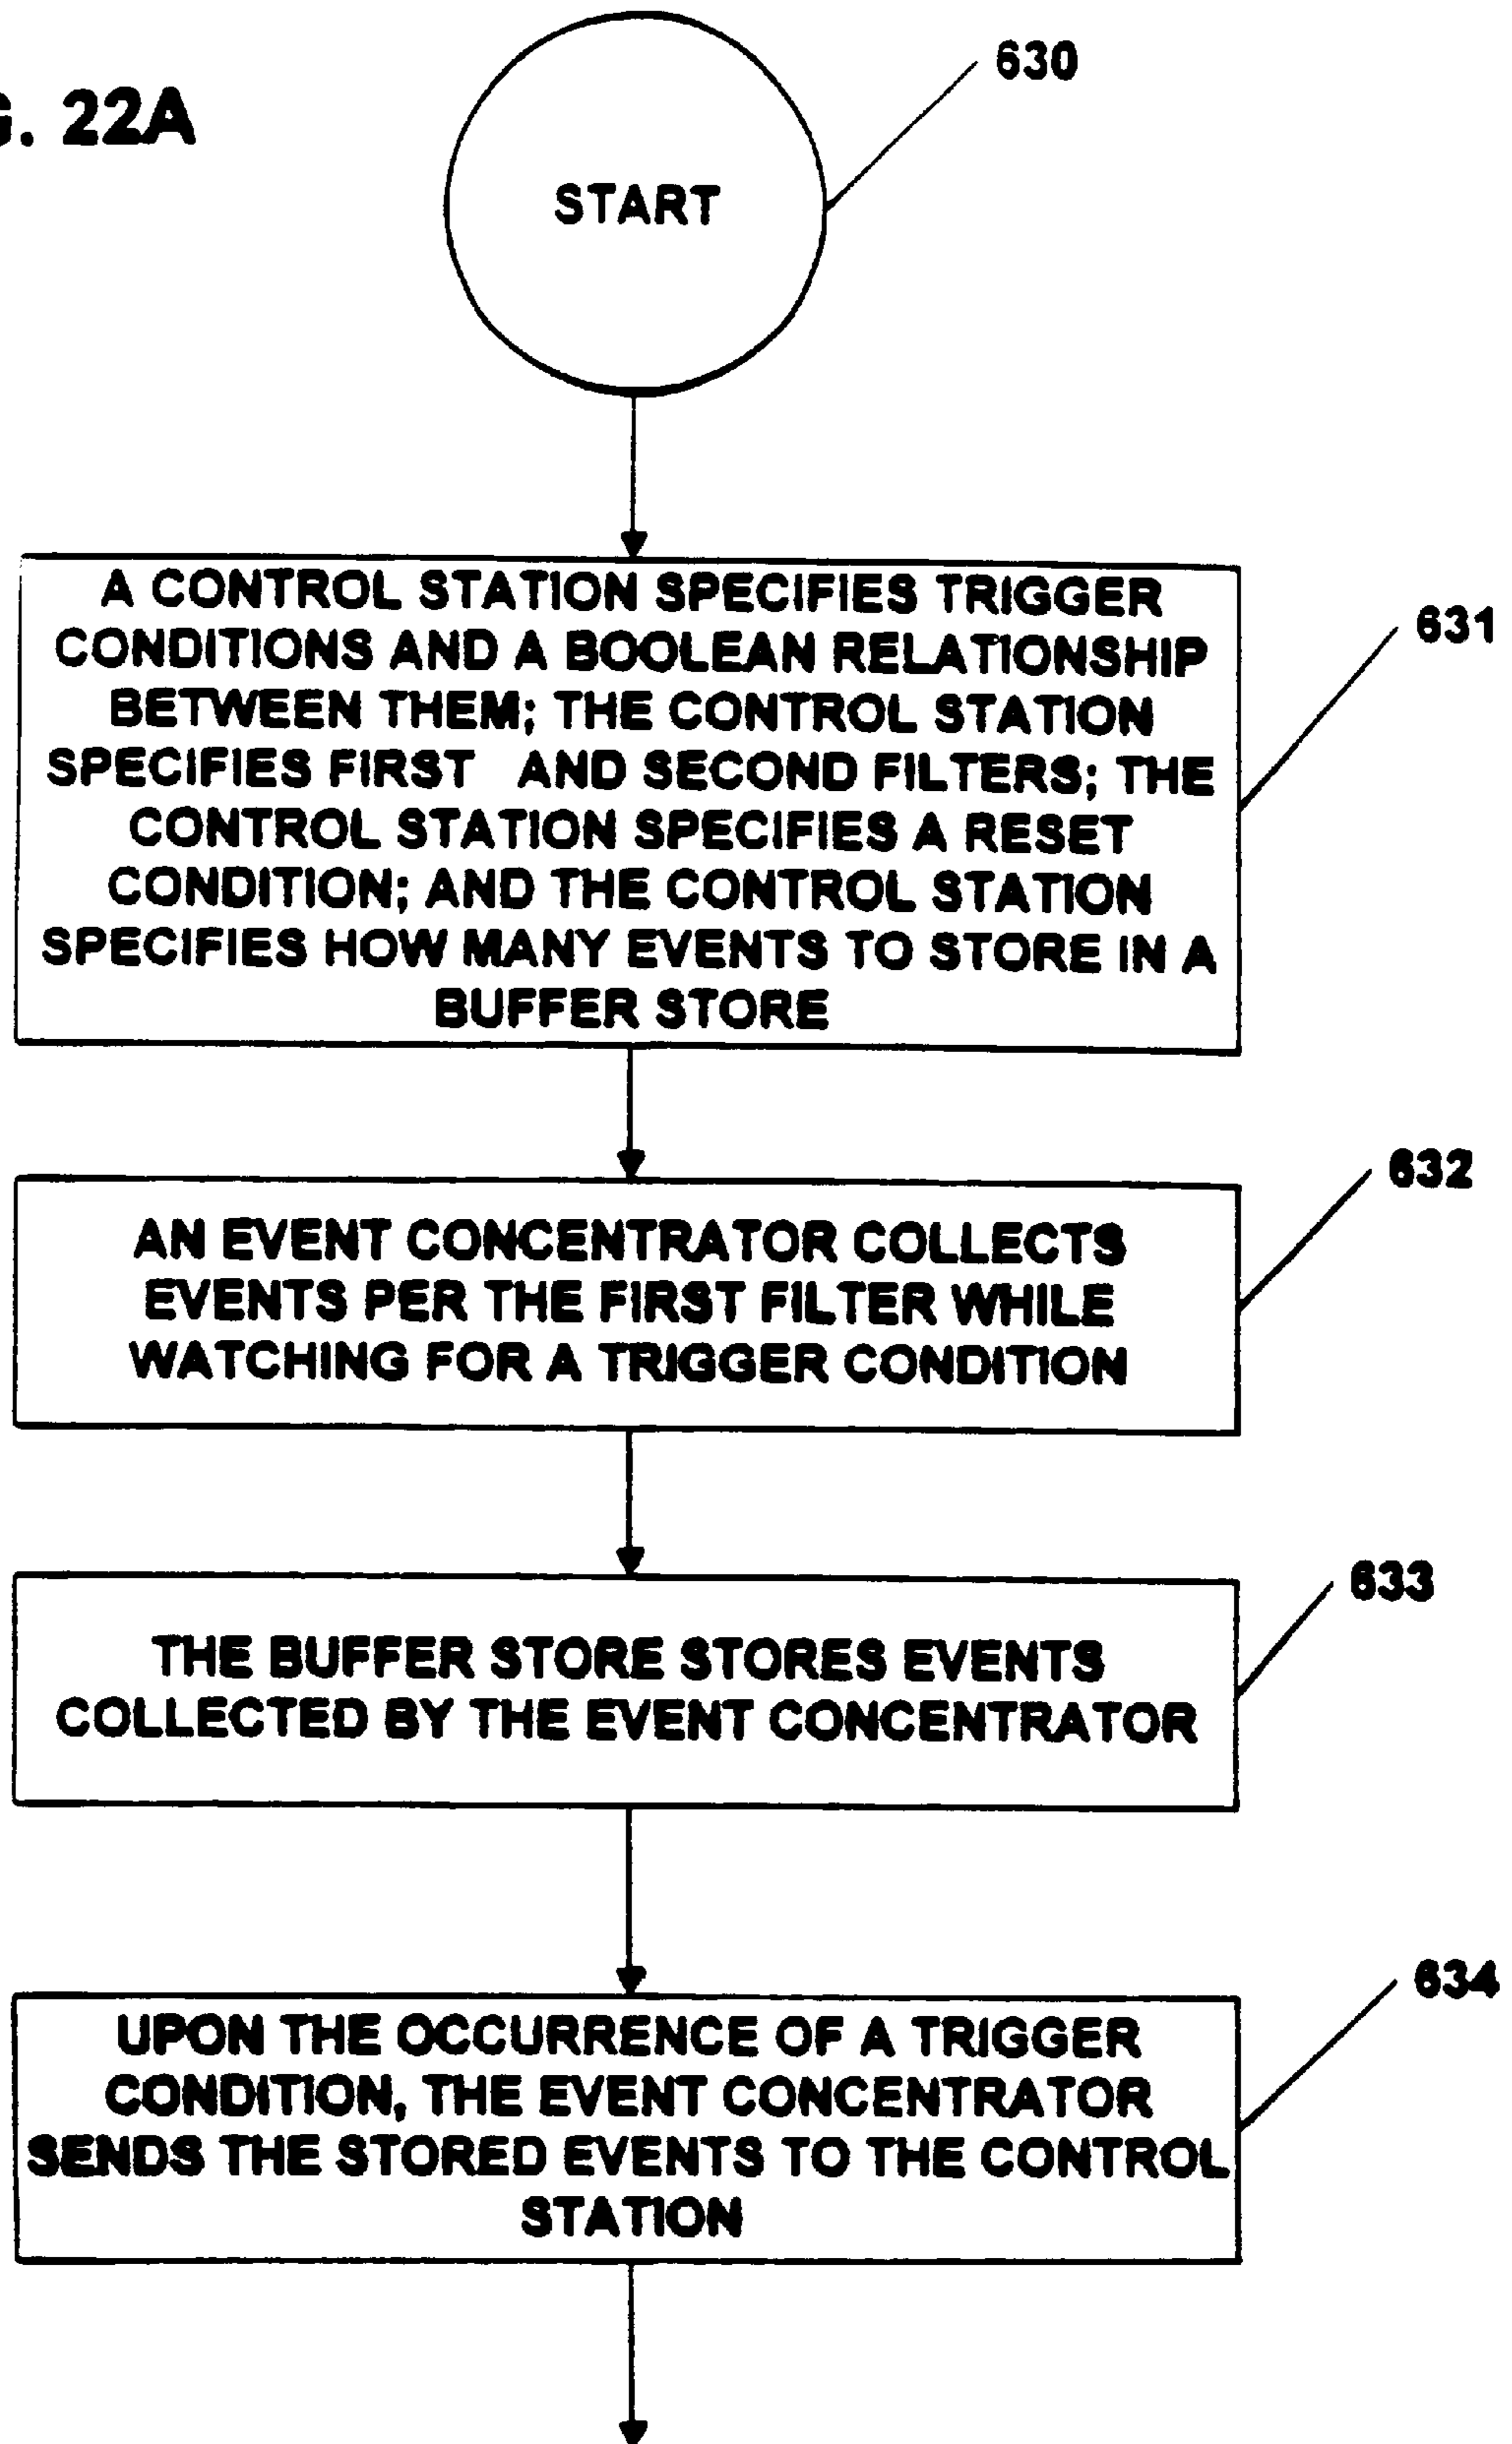 G. 22A
630
START
631
A CONTROL STATION SPECIFIES TRIGGER
CONDITIONS AND A BOOLEAN RELATIONSHIP
BETWEEN THEM; THE CONTROL STATION
SPECIFIES FIRST AND SECOND FILTERS; THE
CONTROL STATION SPECIFIES A RESET
CONDITION; AND THE CONTROL STATION
SPECIFIES HOW MANY EVENTS TO STORE IN A
BUFFER STORE
632
AN EVENT CONCENTRATOR COLLECTS
EVENTS PER THE FIRST FILTER WHILE
WATCHING FOR A TRIGGER CONDITION
633
THE BUFFER STORE STORES EVENTS
COLLECTED BY THE EVENT CONCENTRATOR
634
UPON THE OCCURRENCE OF A TRIGGER
CONDITION, THE EVENT CONCENTRATOR
SENDS THE STORED EVENTS TO THE CONTROL
STATION